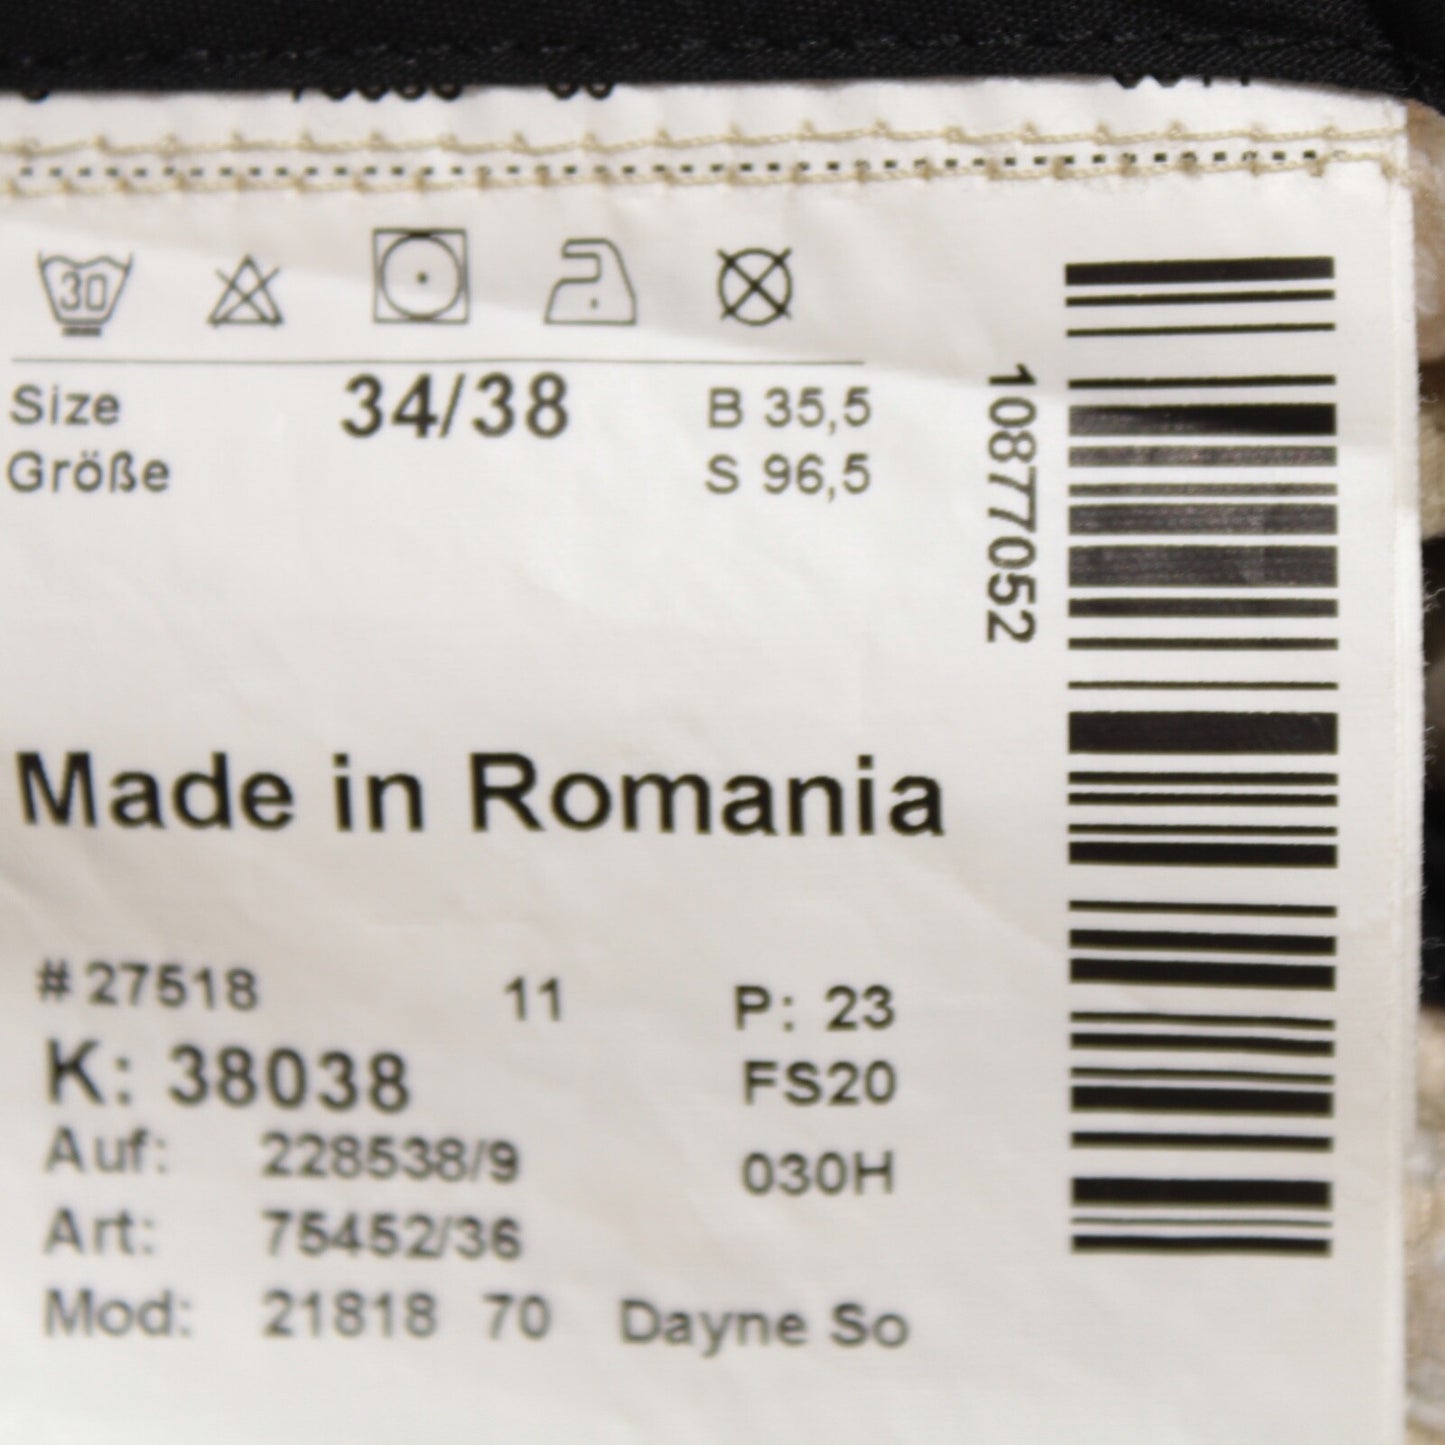 30
Size 34/38 B 35,5
Größe S 96,5
10877052
Made in Romania
# 27518 11 P: 23
K: 38038 FS20
Auf: 228538/9 030H
Art: 75452/36
Mod: 21818 70 Dayne So